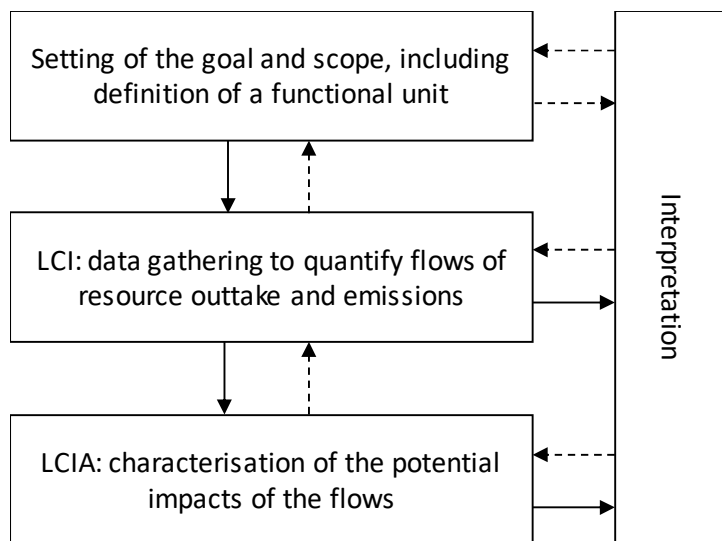 Setting of the goal and scope, including
definition of a functional unit
LCI: data gathering to quantify flows of
resource outtake and emissions
LCIA: characterisation of the potential
impacts of the flows
Interpretation